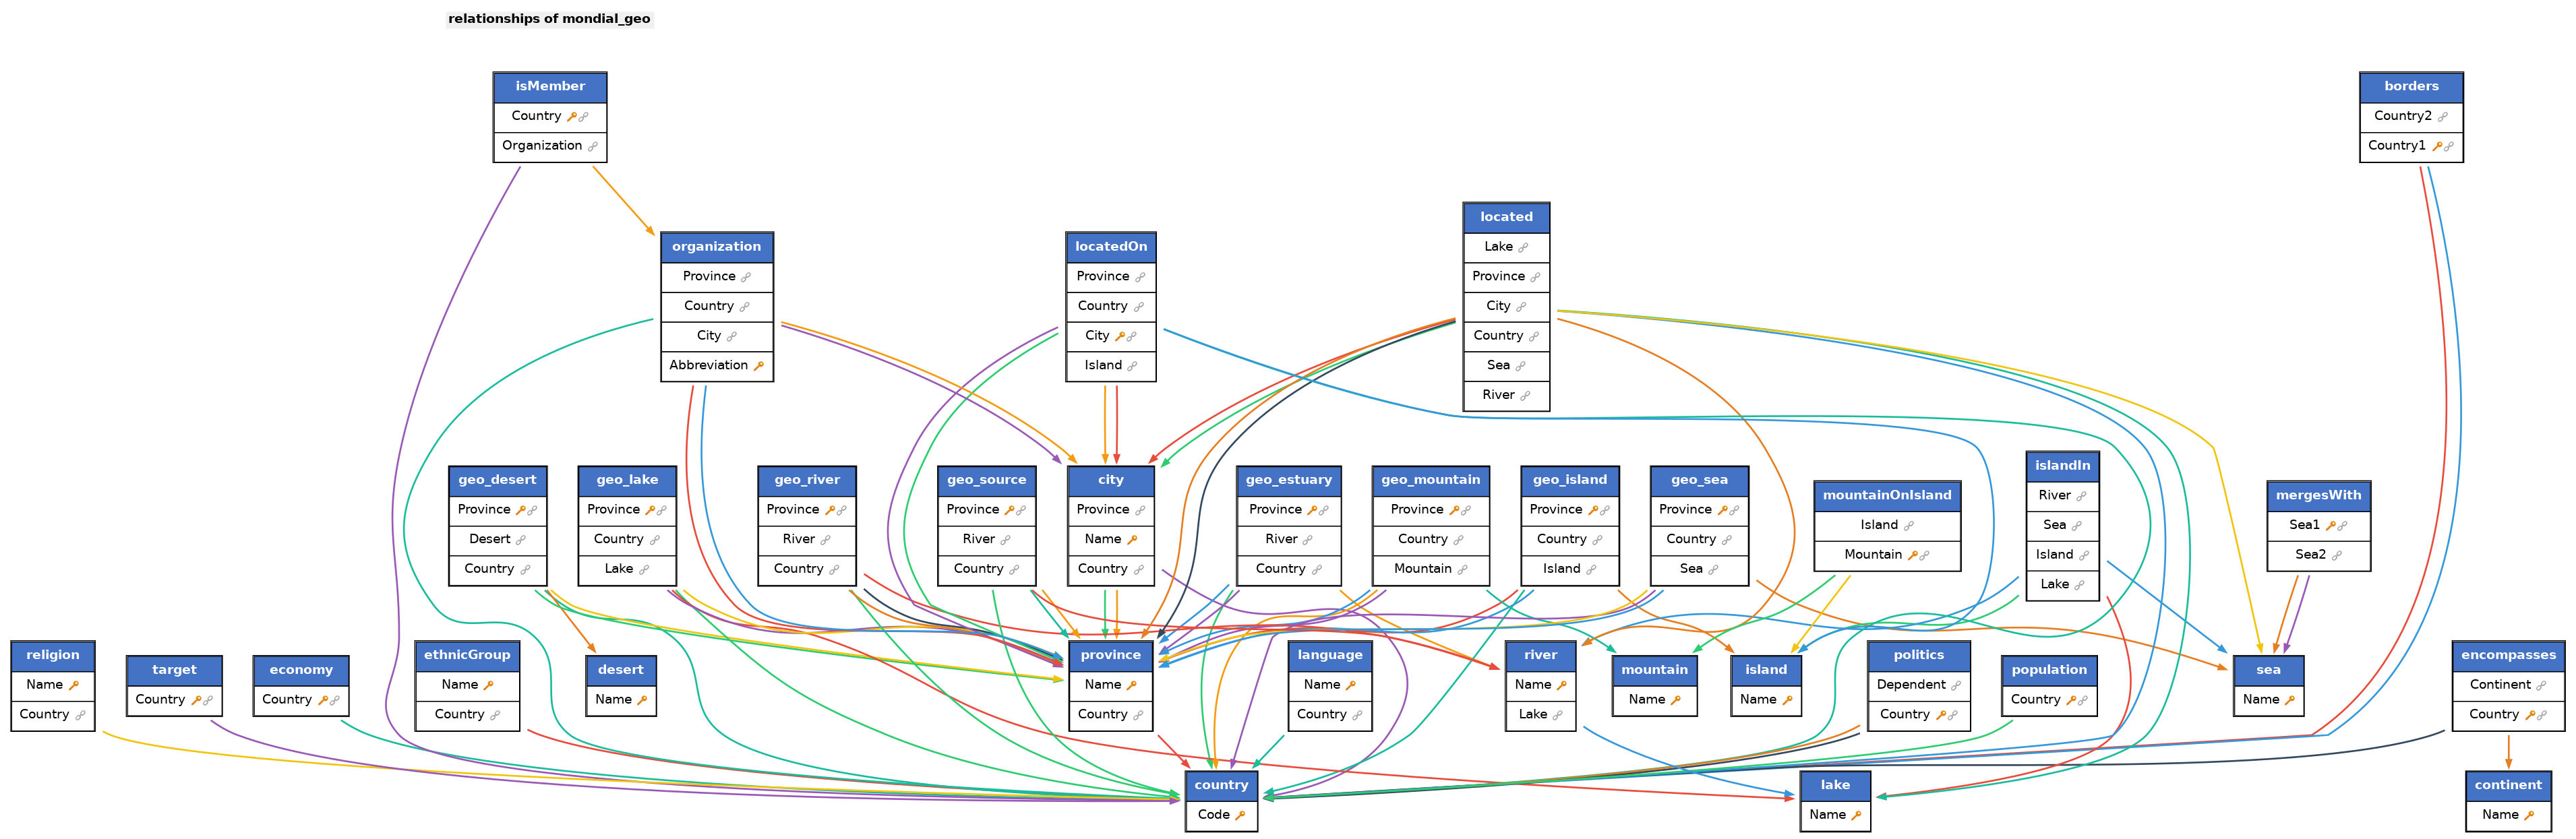 relationships of mondial_geo
isMember
Country
Organization
borders
Country2
Country1
organization
Province
Country
City
Abbreviation
locatedOn
Province
Country
City
Island
located
Lake
Province
City
Country
Sea
River
geo_desert
Province
Desert
Country
geo_lake
Province
Country
Lake
geo_river
Province
River
Country
geo_source
Province
River
Country
city
Province
Name
Country
geo_estuary
Province
River
Country
geo_mountain
Province
Country
Mountain
geo_island
Province
Country
Island
geo_sea
Province
Country
Sea
mountainOnIsland
Island
Mountain
islandIn
River
Sea
Island
Lake
mergesWith
Sea1
Sea2
religion
Name
Country
target
Country
economy
Country
ethnicGroup
Name
Country
desert
Name
province
Name
Country
language
Name
Country
river
Name
Lake
mountain
Name
island
Name
politics
Dependent
Country
population
Country
sea
Name
encompasses
Continent
Country
country
Code
lake
Name
continent
Name